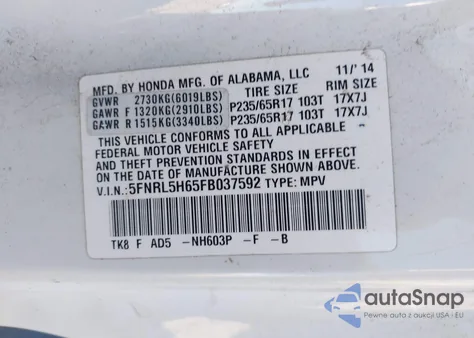 MFD. BY HONDA MFG. OF ALABAMA, LLC 11/'14
GVWR 2730KG(6019LBS) TIRE SIZE RIM SIZE
GAWR F 1320KG(2910LBS) P235/65R17 103T 17X7J
GAWR R 1515KG(3340LBS) P235/65R17 103T 17X7J
THIS VEHICLE CONFORMS TO ALL APPLICABLE
FEDERAL MOTOR VEHICLE SAFETY
AND THEFT PREVENTION STANDARDS IN EFFECT
ON THE DATE OF MANUFACTURE SHOWN ABOVE.
V.I.N: 5FNRL5H65FB037592 TYPE: MPV
TK8 F AD5 -NH603P -F -B
autoSnap
Pewne auto z aukcji USA - EU